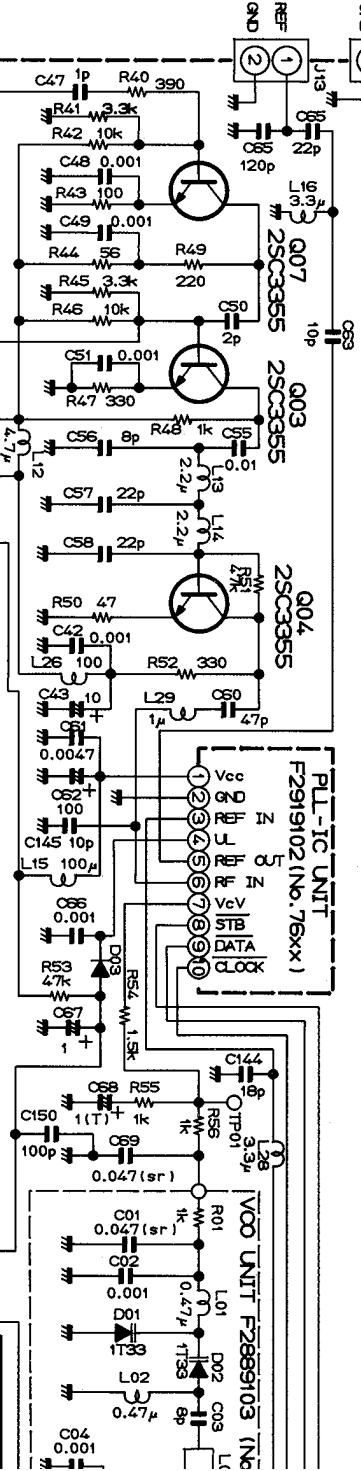 REF
GND
1
2
J13
C47 1p R40 390
R41 3.3k
R42 10k
C65 120p
C65 22p
C48 0.001
R43 100
L16 3.3μ
C49 0.001
R44 56
R49 220
R45 3.3k
R46 10k
Q07
2SC3355
C50 2p
C63 10p
C51 0.001
R47 330
Q03
2SC3355
R48 1k
L12 4.7μ
C56 8p
C55 0.01
L13 2.2μ
C57 22p
L14 2.2μ
C58 22p
R51 47k
R50 47
Q04
2SC3355
C42 0.001
L26 100
R52 330
C43 10 +
L29 1μ
C60 47p
C61 0.0047
C62 100 +
C145 10p
L15 100μ
PLL-IC UNIT
F2919102(No.76xx)
1 Vcc
2 GND
3 REF IN
4 UL
5 REF OUT
6 RF IN
7 VcV
8 STB
9 DATA
10 CLOCK
C66 0.001
D03
R53 47k
R54 1.5k
C67 1 +
C144 18p
C68 1(T) +
R55 1k
R56 1k
TP01
L28 3.3μ
C150 100p
C69 0.047(sr)
R01 1k
VCO UNIT F2889103 (No
C01 0.047(sr)
C02 0.001
L01 0.47μ
D01 1T33
D02 1T33
L02 0.47μ
C03 8p
C04 0.001